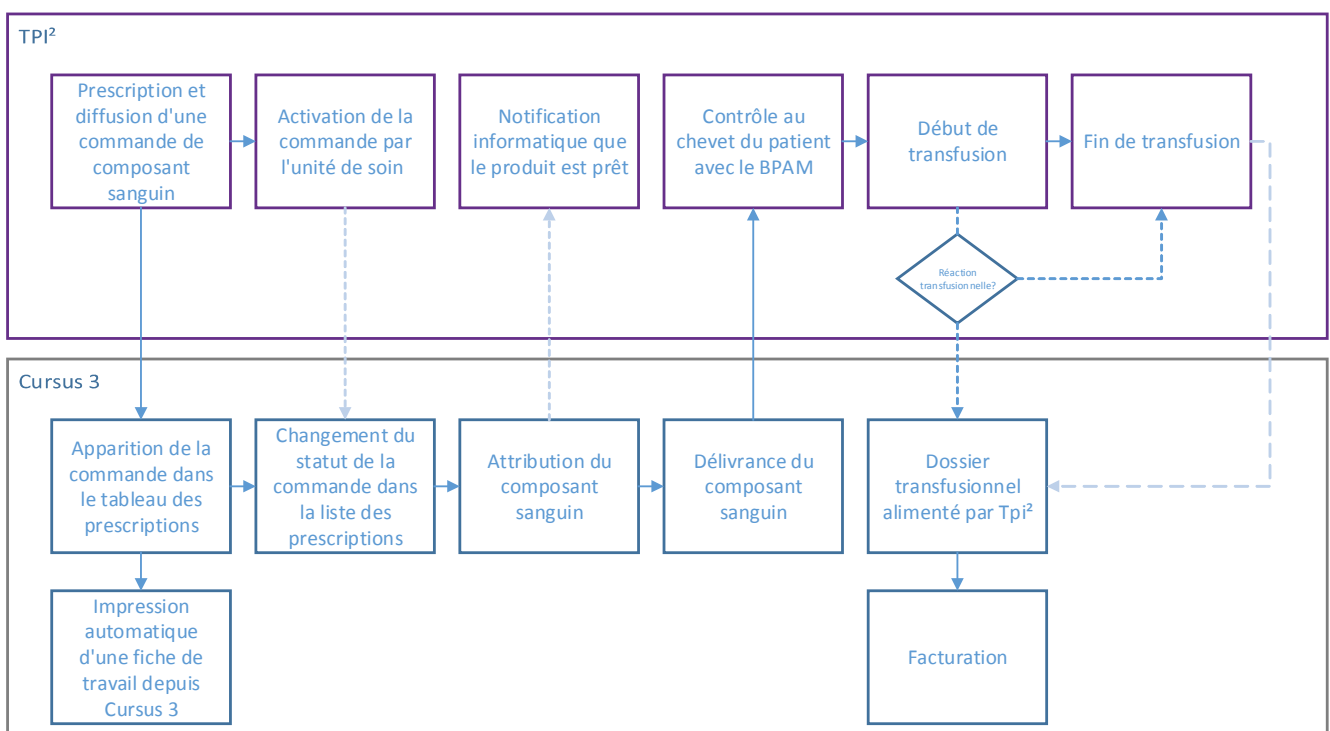 TPI²
Prescription et
diffusion d'une
commande de
composant
sanguin
Activation de la
commande par
l'unité de soin
Notification
informatique que
le produit est prêt
Contrôle au
chevet du patient
avec le BPAM
Début de
transfusion
Fin de transfusion
Réaction
transfusionnelle?
Cursus 3
Apparition de la
commande dans
le tableau des
prescriptions
Changement du
statut de la
commande dans
la liste des
prescriptions
Attribution du
composant
sanguin
Délivrance du
composant
sanguin
Dossier
transfusionnel
alimenté par Tpi²
Impression
automatique
d'une fiche de
travail depuis
Cursus 3
Facturation